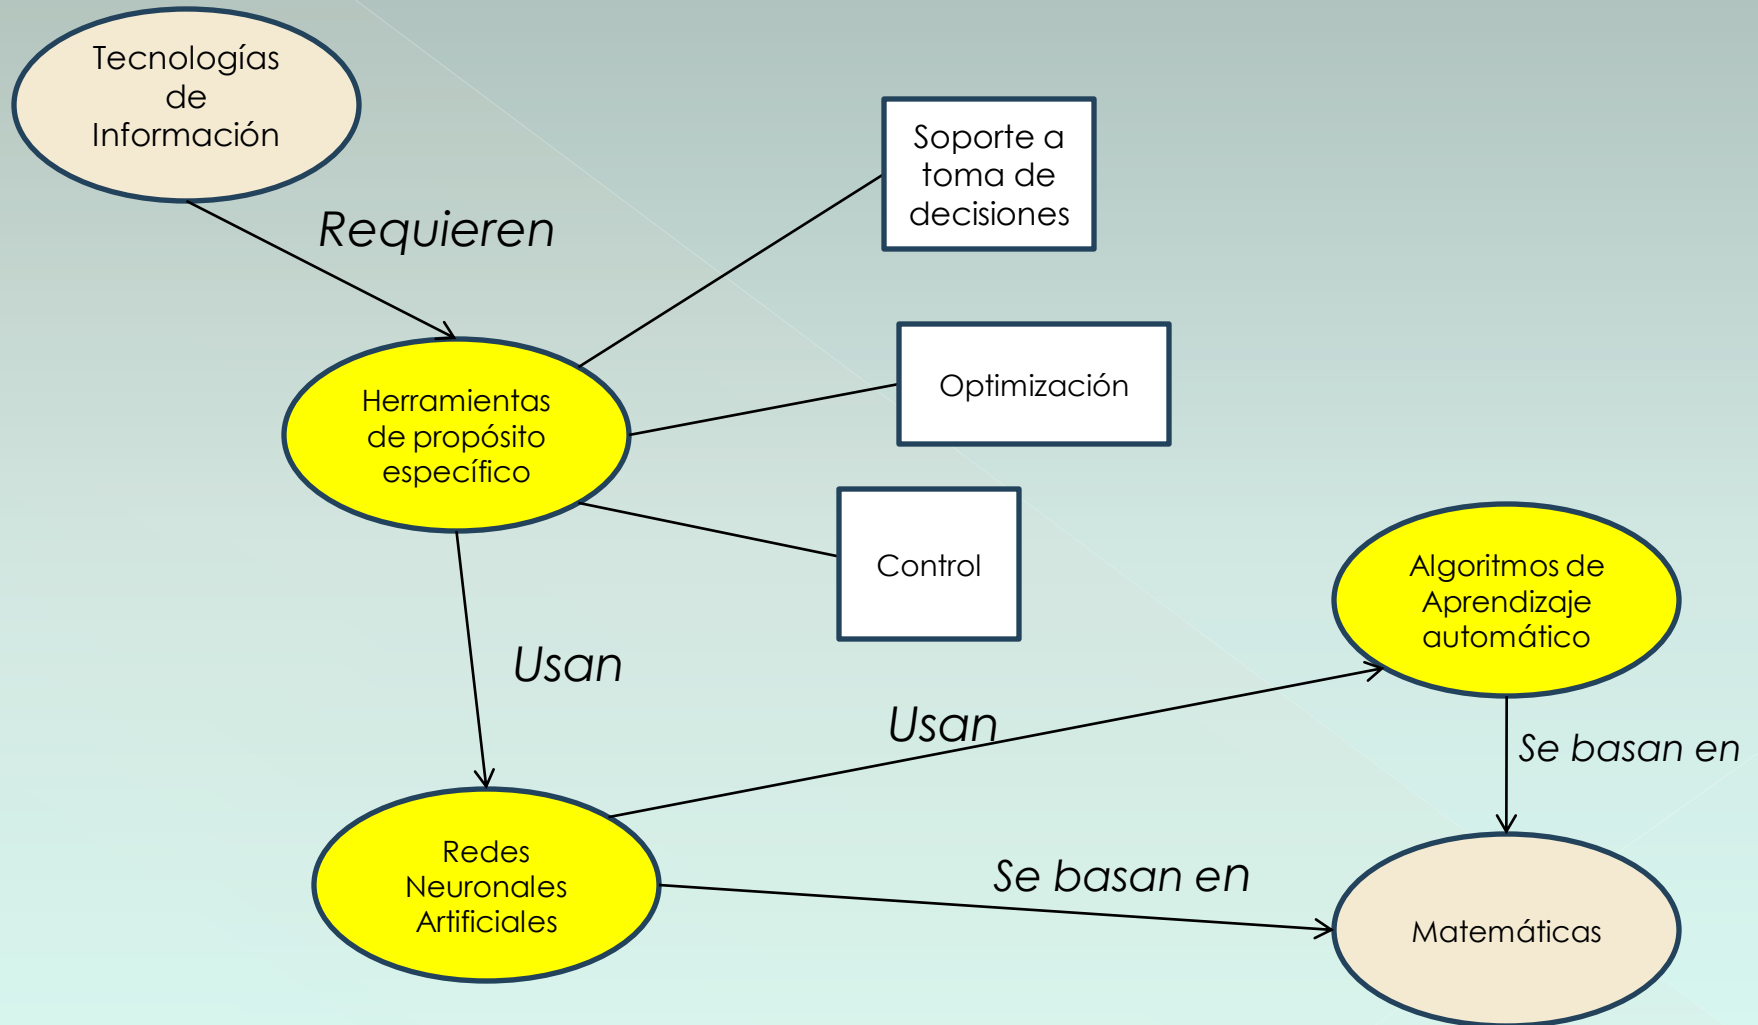 Tecnologías
de
Información
Requieren
Soporte a
toma de
decisiones
Herramientas
de propósito
específico
Optimización
Control
Usan
Algoritmos de
Aprendizaje
automático
Usan
Se basan en
Redes
Neuronales
Artificiales
Se basan en
Matemáticas